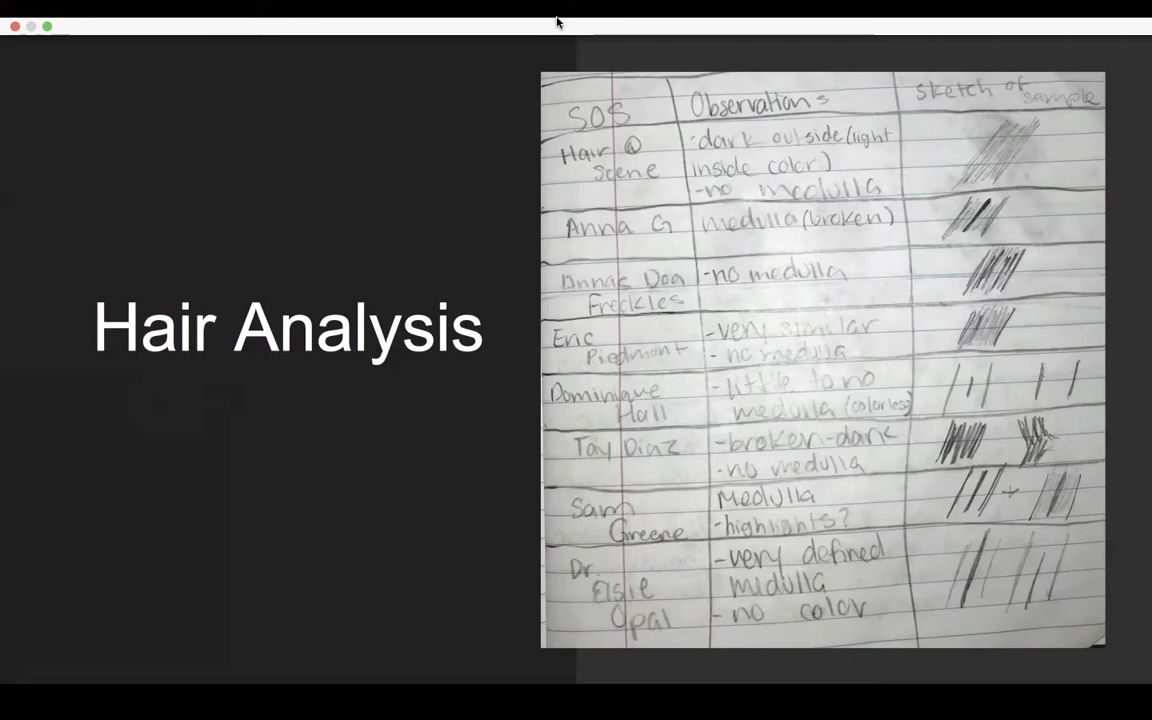 Hair Analysis
SOS
Observations
Sketch of
sample
Hair @
Scene
-dark outside(light
inside color)
-no medulla
Anna G
medulla(broken)
Annas Dog
Freckles
-no medulla
Eric
Piedmont
-very similar
- no medulla
Dominique
Hall
-little to no
medulla (colorless)
Tay Diaz
-broken-dark
-no medulla
Sam
Greene
Medulla
-highlights?
Dr.
Elsie
Opal
-very defined
medulla
- no color